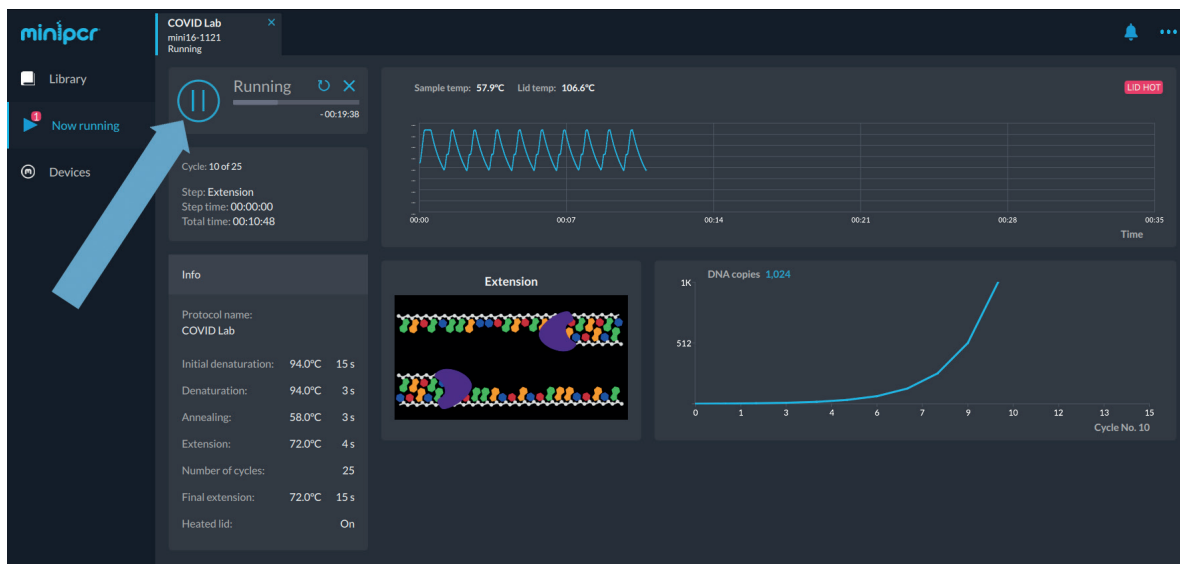 minipcr
COVID Lab ×
mini16-1121
Running
•••
Library
1
Now running
Devices
Running
- 00:19:38
Cycle: 10 of 25
Step: Extension
Step time: 00:00:00
Total time: 00:10:48
Info
Protocol name:
COVID Lab
Initial denaturation: 94.0°C 15 s
Denaturation: 94.0°C 3 s
Annealing: 58.0°C 3 s
Extension: 72.0°C 4 s
Number of cycles: 25
Final extension: 72.0°C 15 s
Heated lid: On
Sample temp: 57.9°C Lid temp: 106.6°C
LID HOT
00:00 00:07 00:14 00:21 00:28 00:35
Time
Extension
DNA copies 1,024
1K
512
0 1 3 4 6 7 9 10 12 13 15
Cycle No. 10